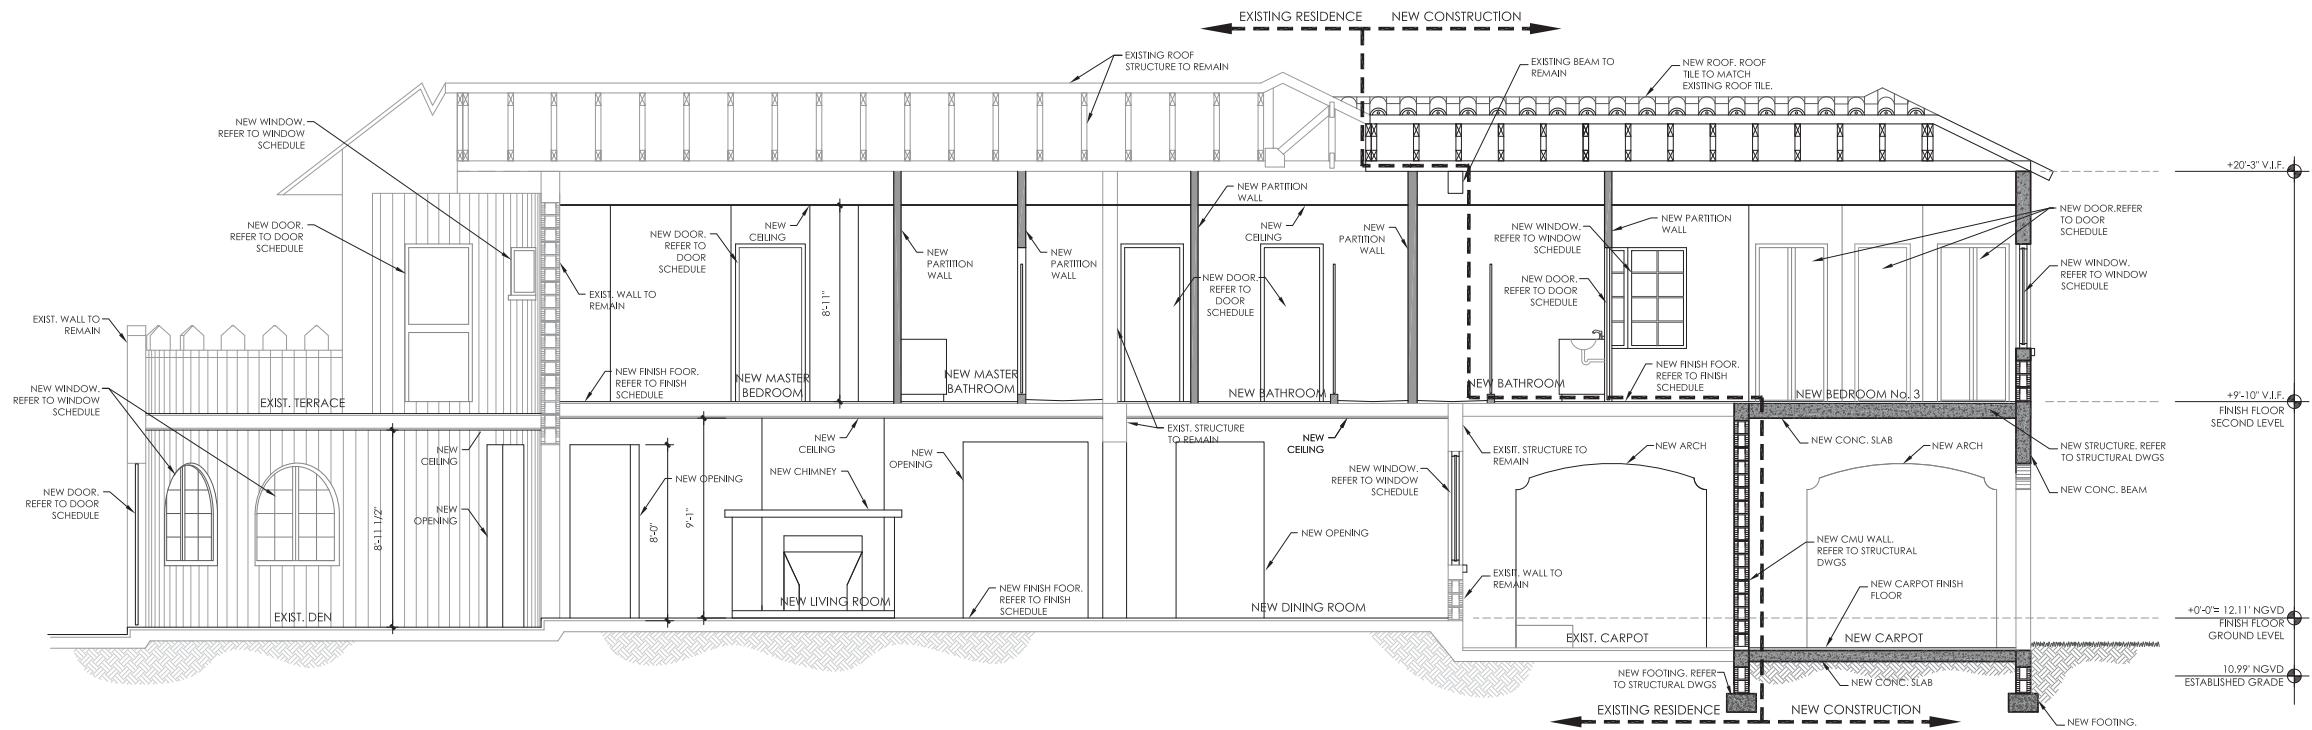 EXISTING RESIDENCE
NEW CONSTRUCTION
EXISTING ROOF
STRUCTURE TO REMAIN
EXISTING BEAM TO
REMAIN
NEW ROOF. ROOF
TILE TO MATCH
EXISTING ROOF TILE.
NEW WINDOW.
REFER TO WINDOW
SCHEDULE
+20'-3" V.I.F.
NEW DOOR.
REFER TO DOOR
SCHEDULE
NEW DOOR.
REFER TO
DOOR
SCHEDULE
NEW
CEILING
NEW
PARTITION
WALL
NEW
PARTITION
WALL
NEW PARTITION
WALL
NEW
CEILING
NEW
PARTITION
WALL
NEW WINDOW.
REFER TO WINDOW
SCHEDULE
NEW PARTITION
WALL
NEW DOOR.REFER
TO DOOR
SCHEDULE
EXIST. WALL TO
REMAIN
8'-11"
NEW DOOR.
REFER TO
DOOR
SCHEDULE
NEW DOOR.
REFER TO DOOR
SCHEDULE
NEW WINDOW.
REFER TO WINDOW
SCHEDULE
EXIST. WALL TO
REMAIN
NEW WINDOW.
REFER TO WINDOW
SCHEDULE
EXIST. TERRACE
NEW FINISH FOOR.
REFER TO FINISH
SCHEDULE
NEW MASTER
BEDROOM
NEW MASTER
BATHROOM
NEW BATHROOM
NEW BATHROOM
NEW FINISH FOOR.
REFER TO FINISH
SCHEDULE
NEW BEDROOM No. 3
+9'-10" V.I.F.
FINISH FLOOR
SECOND LEVEL
NEW
CEILING
NEW
CEILING
EXIST. STRUCTURE
TO REMAIN
NEW
CEILING
EXISIT. STRUCTURE TO
REMAIN
NEW ARCH
NEW CONC. SLAB
NEW ARCH
NEW STRUCTURE. REFER
TO STRUCTURAL DWGS
NEW DOOR.
REFER TO DOOR
SCHEDULE
NEW
OPENING
8'-11 1/2"
NEW OPENING
8'-0"
9'-1"
NEW CHIMNEY
NEW
OPENING
NEW WINDOW.
REFER TO WINDOW
SCHEDULE
NEW CONC. BEAM
NEW OPENING
NEW CMU WALL.
REFER TO STRUCTURAL
DWGS
EXIST. DEN
NEW LIVING ROOM
NEW FINISH FOOR.
REFER TO FINISH
SCHEDULE
NEW DINING ROOM
EXISIT. WALL TO
REMAIN
EXIST. CARPOT
NEW CARPOT FINISH
FLOOR
NEW CARPOT
+0'-0"= 12.11' NGVD
FINISH FLOOR
GROUND LEVEL
NEW FOOTING. REFER
TO STRUCTURAL DWGS
NEW CONC. SLAB
10.99' NGVD
ESTABLISHED GRADE
EXISTING RESIDENCE
NEW CONSTRUCTION
NEW FOOTING.